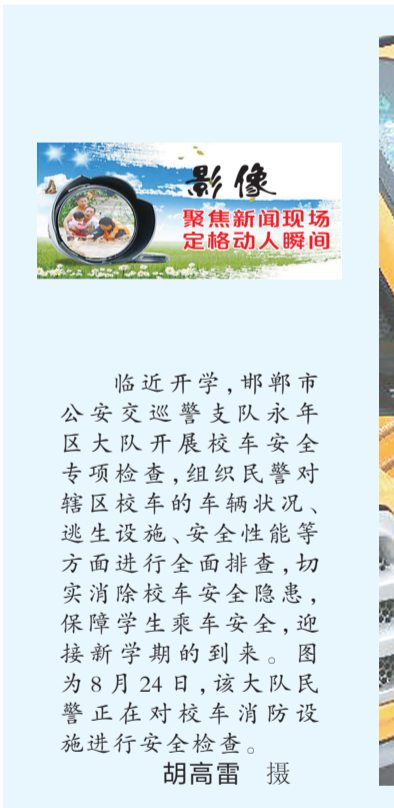 影像
聚焦新闻现场
定格动人瞬间
临近开学,邯郸市
公安交巡警支队永年
区大队开展校车安全
专项检查,组织民警对
辖区校车的车辆状况、
逃生设施、安全性能等
方面进行全面排查,切
实消除校车安全隐患,
保障学生乘车安全,迎
接新学期的到来。图
为8月24日,该大队民
警正在对校车消防设
施进行安全检查。
胡高雷 摄